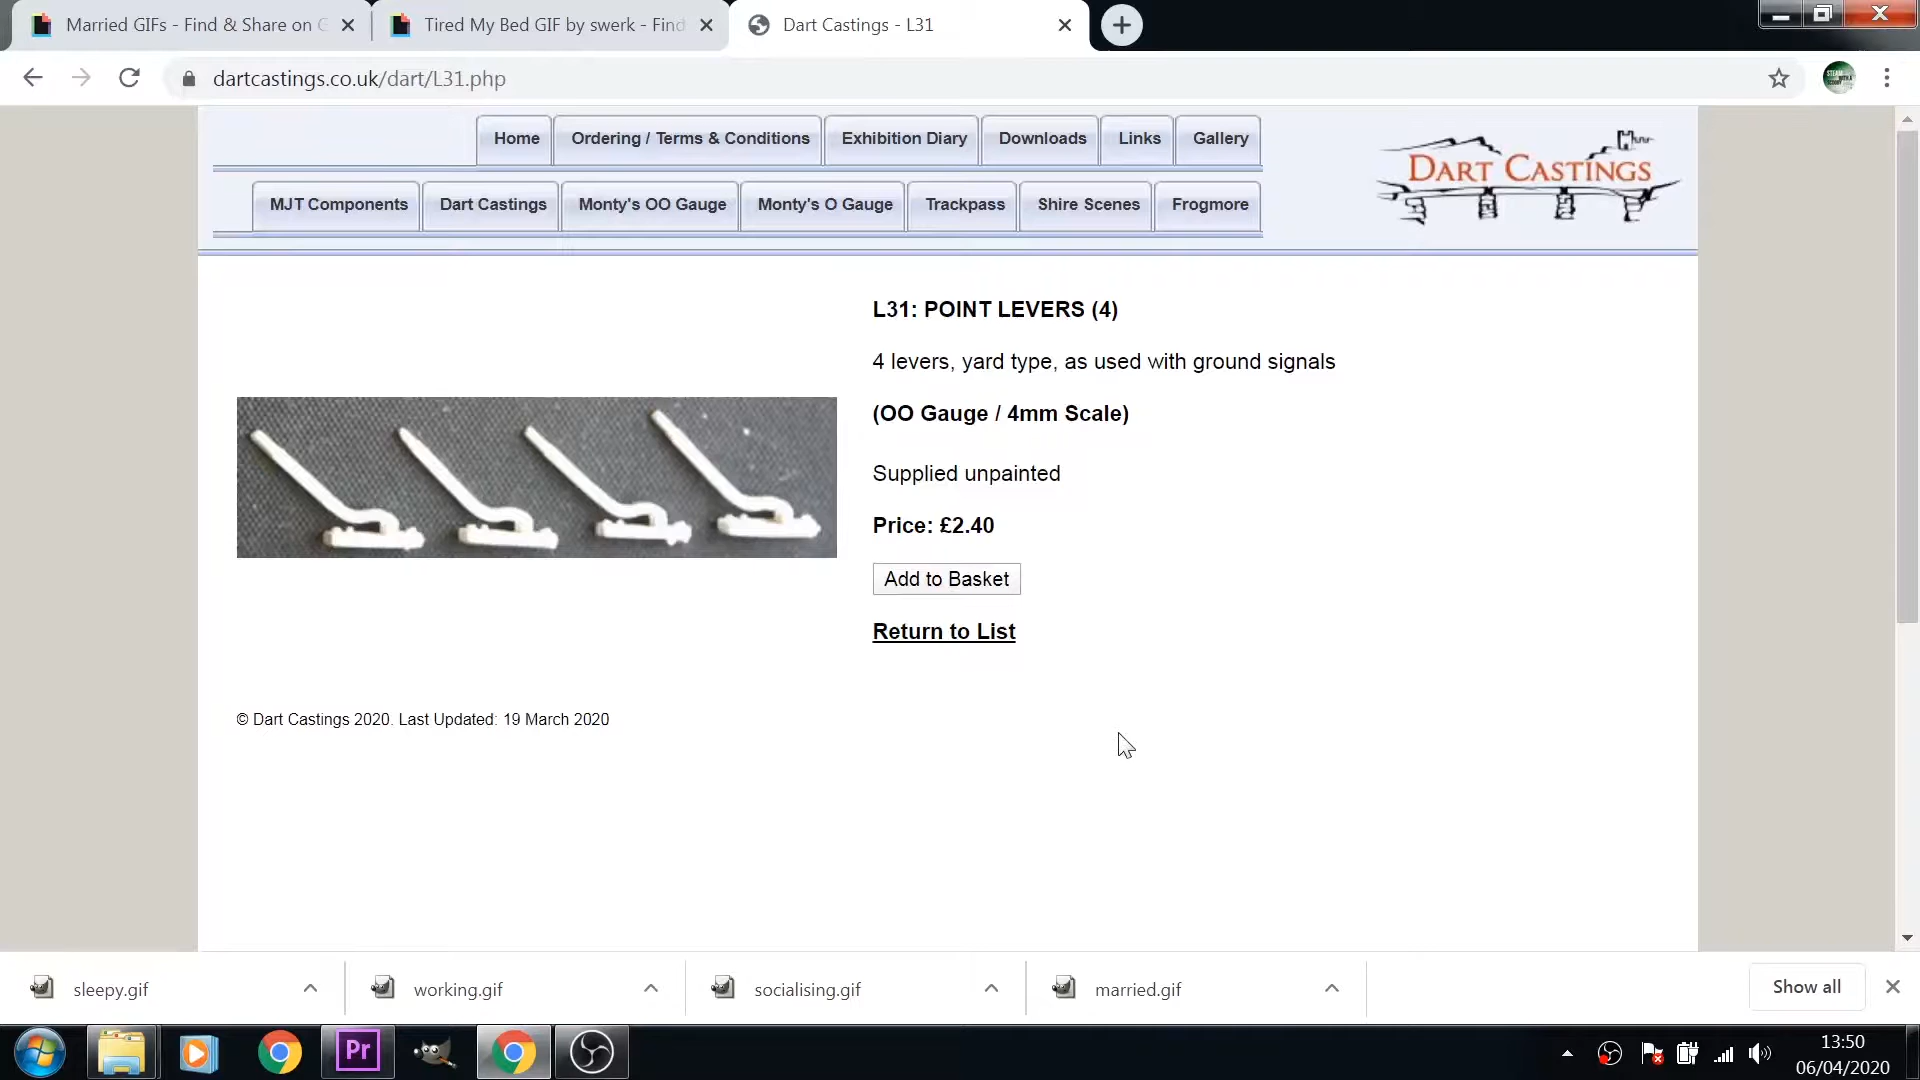 Married GIFs - Find & Share on G
Tired My Bed GIF by swerk - Find
Dart Castings - L31
dartcastings.co.uk/dart/L31.php
Home
Ordering / Terms & Conditions
Exhibition Diary
Downloads
Links
Gallery
MJT Components
Dart Castings
Monty's OO Gauge
Monty's O Gauge
Trackpass
Shire Scenes
Frogmore
DART CASTINGS
L31: POINT LEVERS (4)
4 levers, yard type, as used with ground signals
(OO Gauge / 4mm Scale)
Supplied unpainted
Price: £2.40
Add to Basket
Return to List
© Dart Castings 2020. Last Updated: 19 March 2020
sleepy.gif
working.gif
socialising.gif
married.gif
Show all
Pr
13:50
06/04/2020